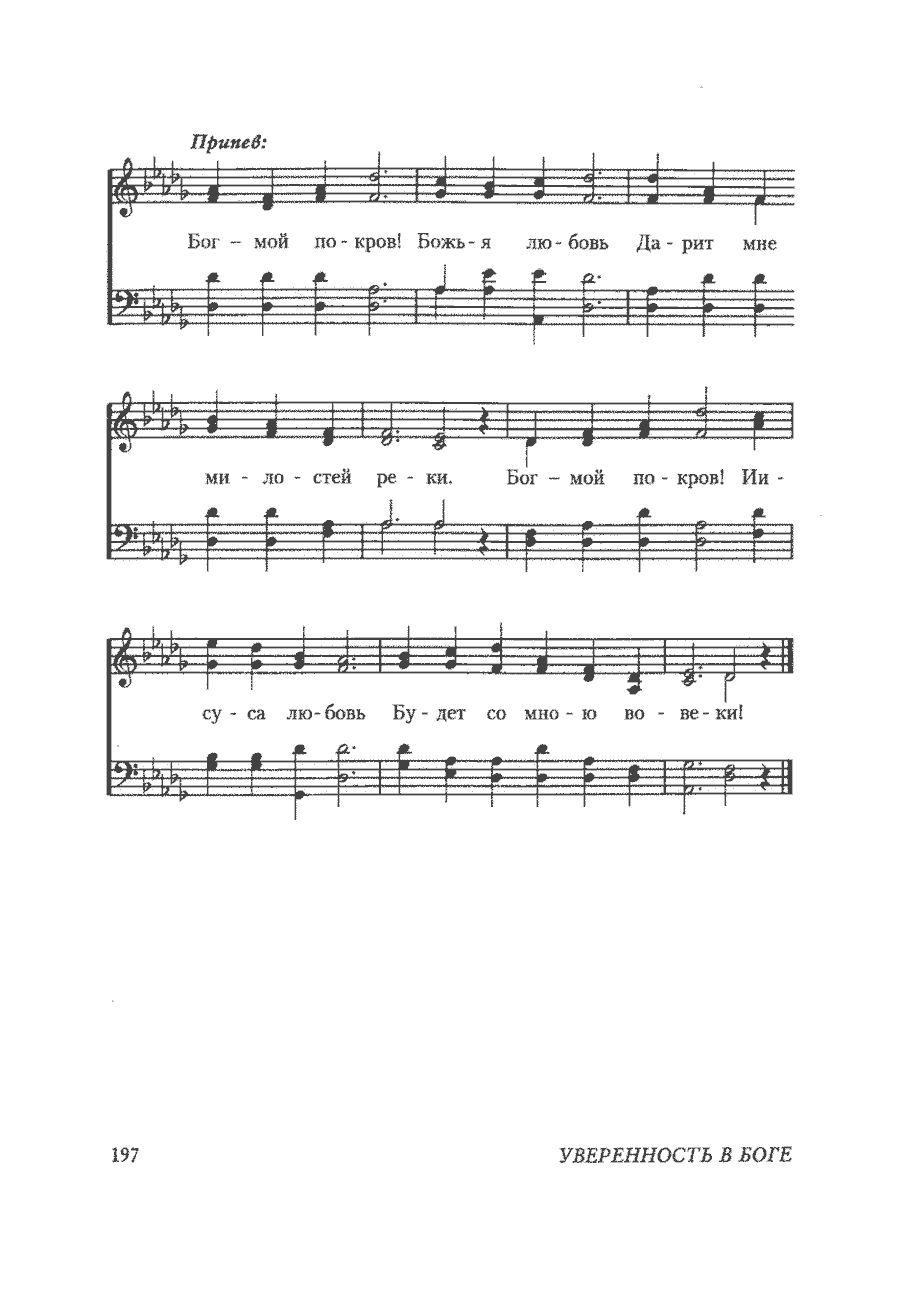 Припев:
Бог – мой по - кров! Божь - я лю - бовь Да - рит мне
ми - ло - стей ре - ки. Бог – мой по - кров! Ии -
су - са лю - бовь Бу - дет со мно - ю во - ве - ки!
197 УВЕРЕННОСТЬ В БОГЕ